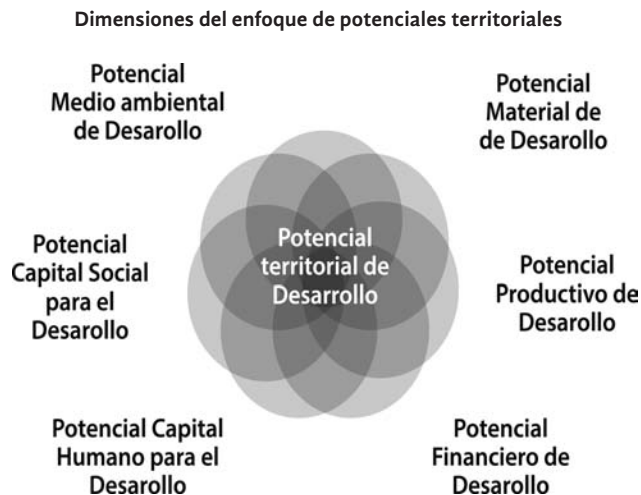 Dimensiones del enfoque de potenciales territoriales
Potencial
Medio ambiental
de Desarollo
Potencial
Material de
de Desarollo
Potencial
territorial de
Desarrollo
Potencial
Capital Social
para el
Desarollo
Potencial
Productivo de
Desarollo
Potencial Capital
Humano para el
Desarollo
Potencial
Financiero de
Desarollo